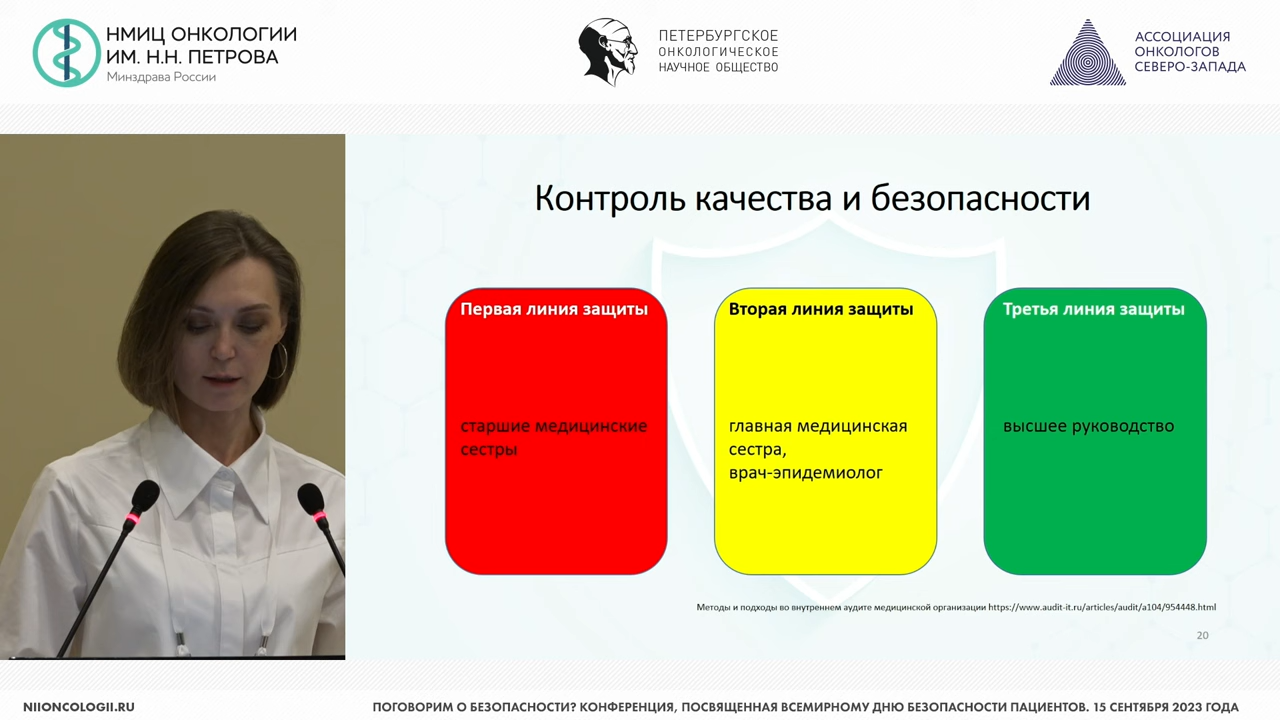 НМИЦ ОНКОЛОГИИ
ИМ. Н.Н. ПЕТРОВА
Минздрава России
ПЕТЕРБУРГСКОЕ
ОНКОЛОГИЧЕСКОЕ
НАУЧНОЕ ОБЩЕСТВО
АССОЦИАЦИЯ
ОНКОЛОГОВ
СЕВЕРО-ЗАПАДА
Контроль качества и безопасности
Первая линия защиты
старшие медицинские
сестры
Вторая линия защиты
главная медицинская
сестра,
врач-эпидемиолог
Третья линия защиты
высшее руководство
Методы и подходы во внутреннем аудите медицинской организации https://www.audit-it.ru/articles/audit/a104/954448.html
20
NIIONCOLOGII.RU
ПОГОВОРИМ О БЕЗОПАСНОСТИ? КОНФЕРЕНЦИЯ, ПОСВЯЩЕННАЯ ВСЕМИРНОМУ ДНЮ БЕЗОПАСНОСТИ ПАЦИЕНТОВ. 15 СЕНТЯБРЯ 2023 ГОДА